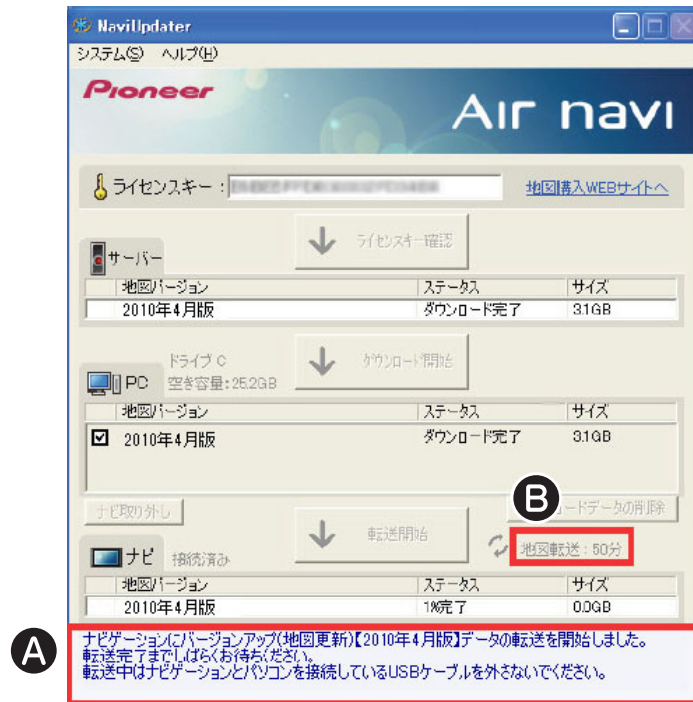 NaviUpdater
システム(S) ヘルプ(H)
Pioneer
AIr navI
ライセンスキー：
地図購入WEBサイトへ
ライセンスキー確認
サーバー
地図バージョン ステータス サイズ
2010年4月版 ダウンロード完了 3.1GB
ドライブ C
空き容量：25.2GB
ダウンロード開始
PC
地図バージョン ステータス サイズ
2010年4月版 ダウンロード完了 3.1GB
B
ナビ取り外し
ードデータの削除
転送開始
地図転送：50分
ナビ 接続済み
地図バージョン ステータス サイズ
2010年4月版 1%完了 0.0GB
A
ナビゲーションにバージョンアップ(地図更新)【2010年4月版】データの転送を開始しました。
転送完了までしばらくお待ちください。
転送中はナビゲーションとパソコンを接続しているUSBケーブルを外さないでください。